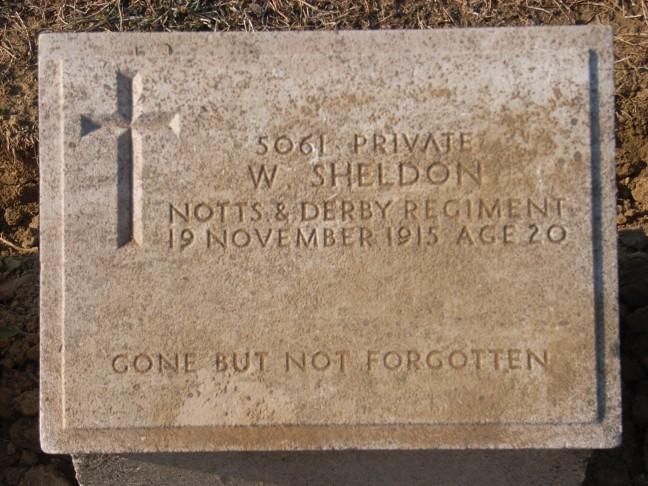 5061 PRIVATE
W. SHELDON
NOTTS. & DERBY REGIMENT
19 NOVEMBER 1915 AGE 20
GONE BUT NOT FORGOTTEN